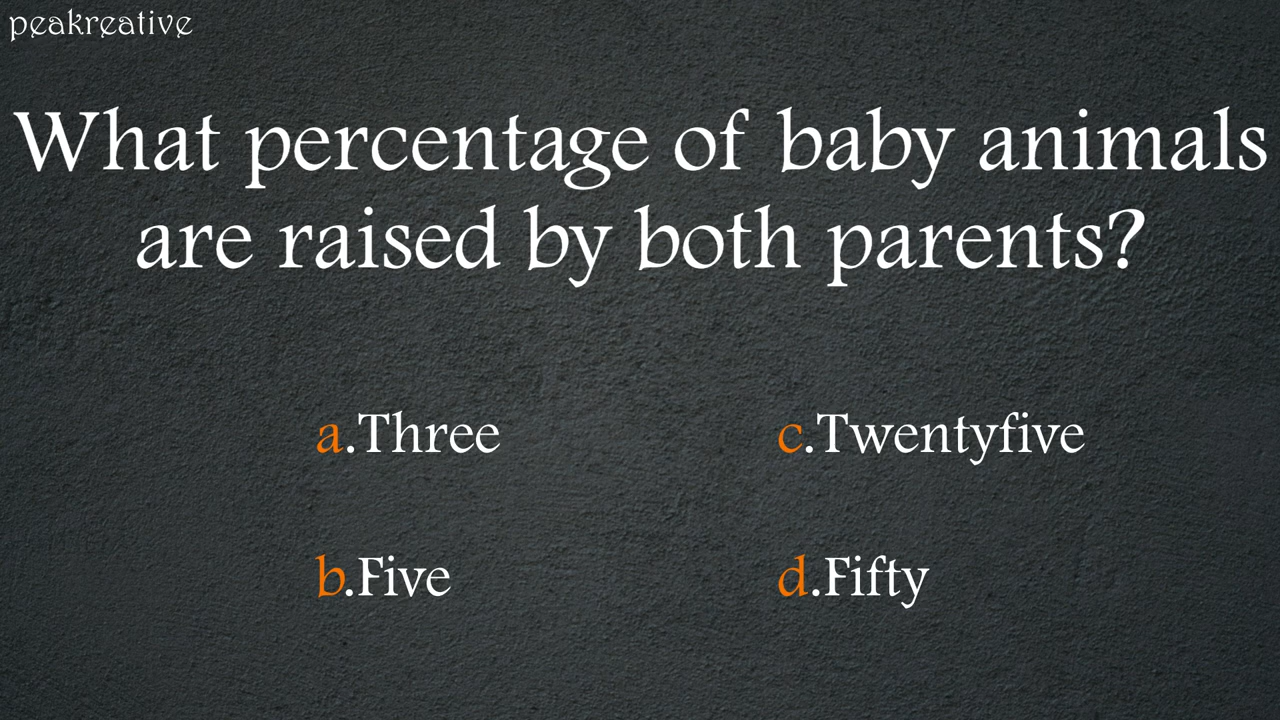 peakreative
What percentage of baby animals
are raised by both parents?
a.Three
c.Twentyfive
b.Five
d.Fifty